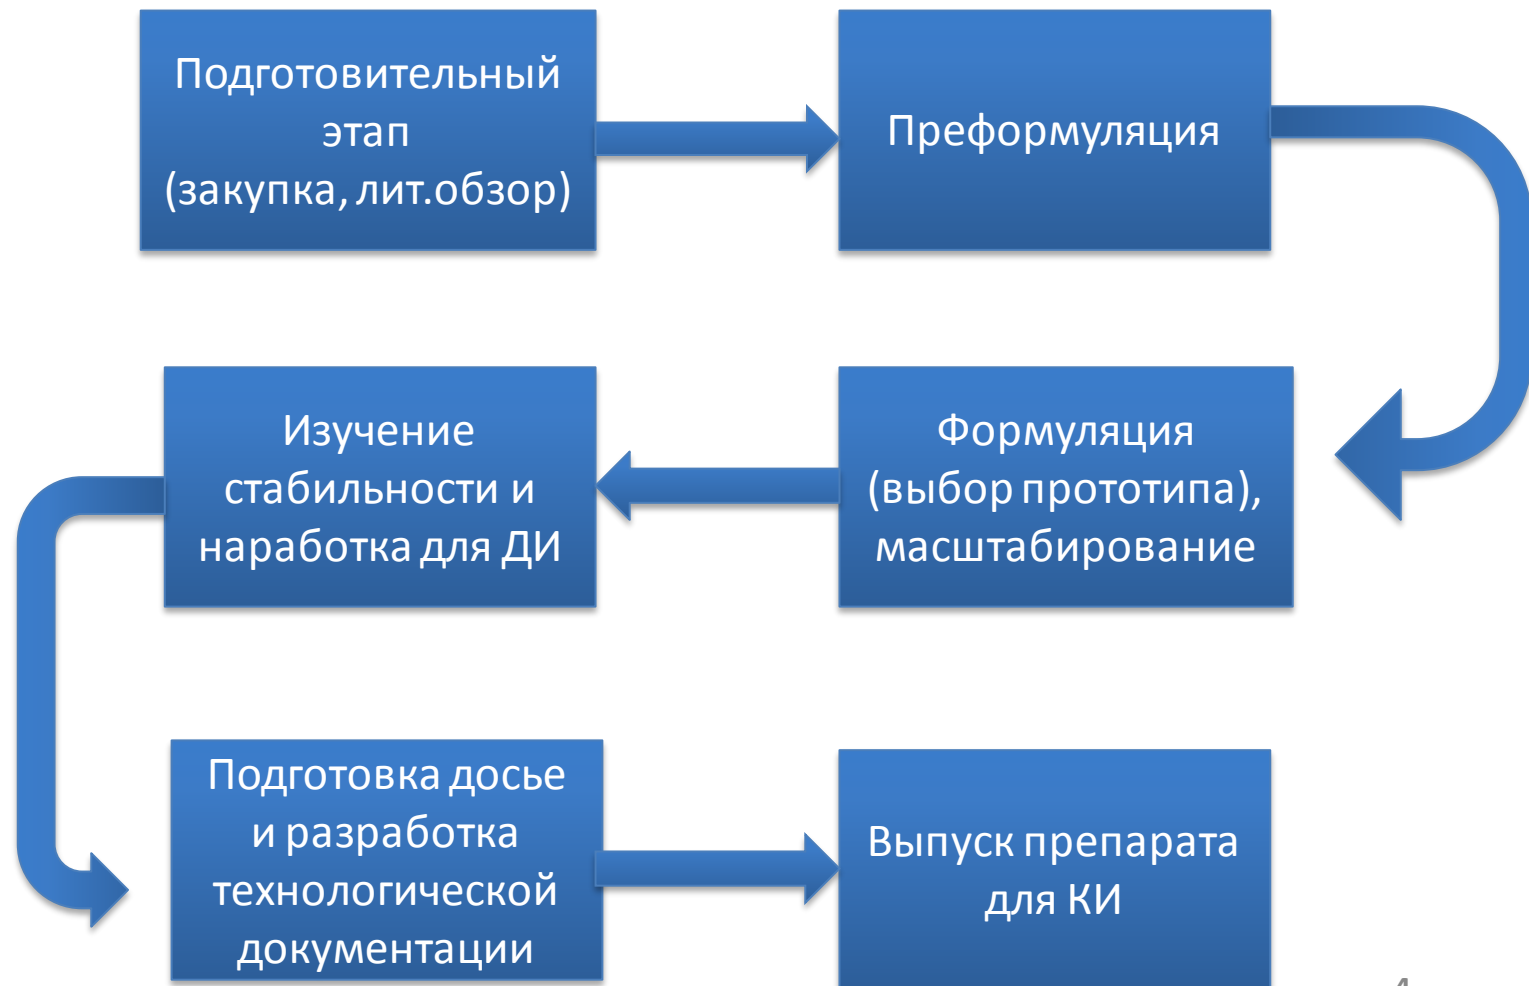 Подготовительный
этап
(закупка, лит.обзор)
Преформуляция
Формуляция
(выбор прототипа),
масштабирование
Изучение
стабильности и
наработка для ДИ
Подготовка досье
и разработка
технологической
документации
Выпуск препарата
для КИ